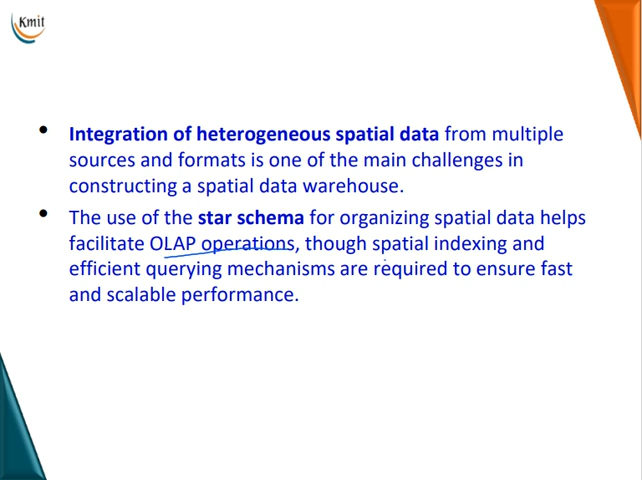 Kmit
• Integration of heterogeneous spatial data from multiple
sources and formats is one of the main challenges in
constructing a spatial data warehouse.
• The use of the star schema for organizing spatial data helps
facilitate OLAP operations, though spatial indexing and
efficient querying mechanisms are required to ensure fast
and scalable performance.